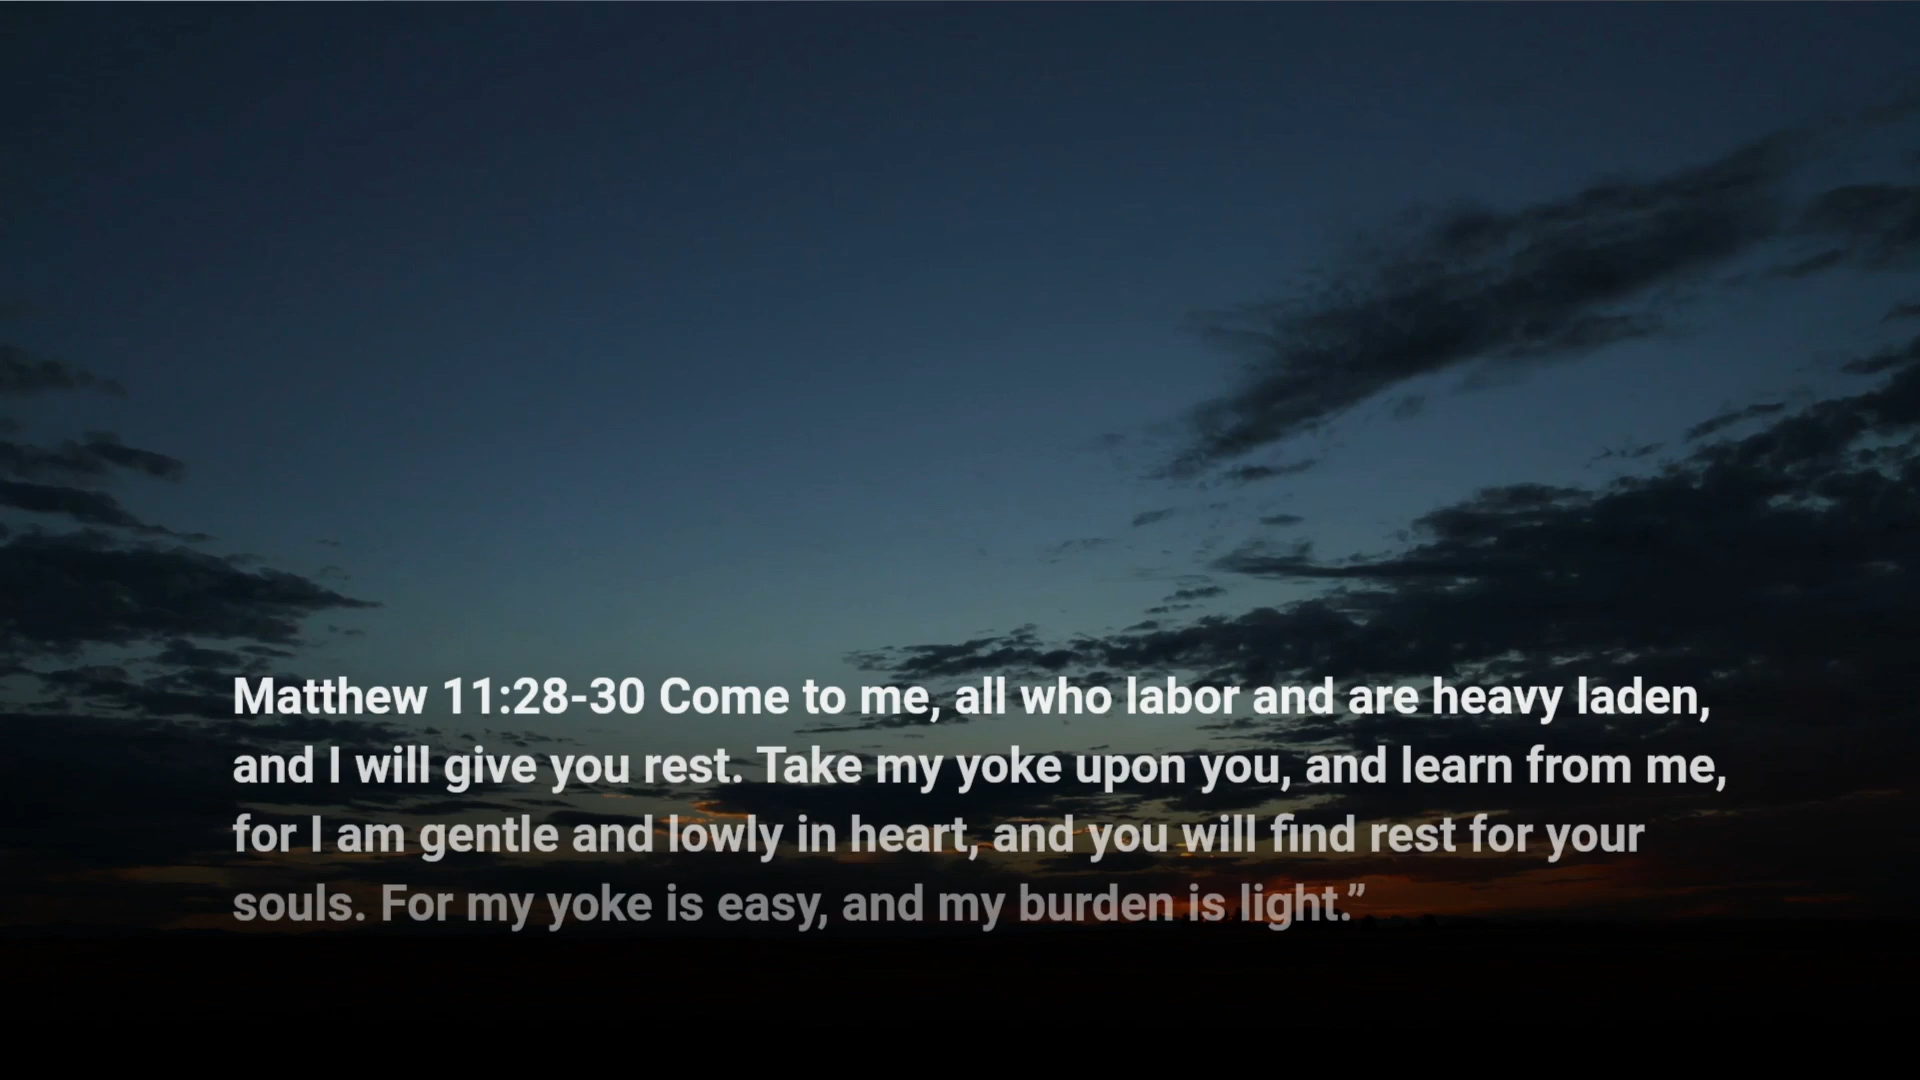 Matthew 11:28-30 Come to me, all who labor and are heavy laden,
and I will give you rest. Take my yoke upon you, and learn from me,
for I am gentle and lowly in heart, and you will find rest for your
souls. For my yoke is easy, and my burden is light.”